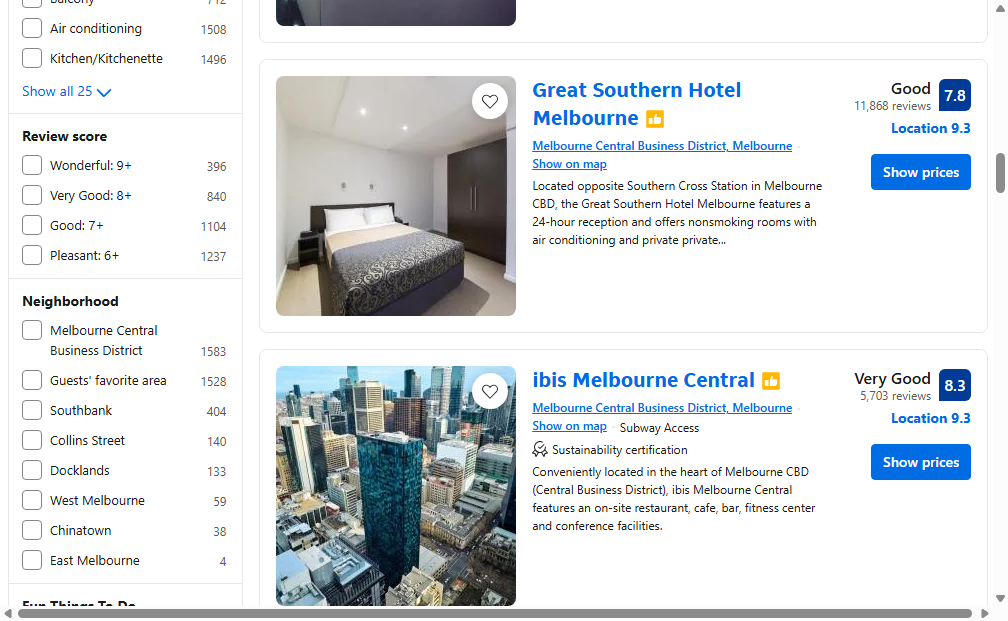 Balcony 712
Air conditioning 1508
Kitchen/Kitchenette 1496
Show all 25
Review score
Wonderful: 9+ 396
Very Good: 8+ 840
Good: 7+ 1104
Pleasant: 6+ 1237
Neighborhood
Melbourne Central
Business District 1583
Guests' favorite area 1528
Southbank 404
Collins Street 140
Docklands 133
West Melbourne 59
Chinatown 38
East Melbourne 4
Fun Things To Do
Great Southern Hotel
Melbourne
Melbourne Central Business District, Melbourne ·
Show on map
Located opposite Southern Cross Station in Melbourne
CBD, the Great Southern Hotel Melbourne features a
24-hour reception and offers nonsmoking rooms with
air conditioning and private private...
Good 7.8
11,868 reviews
Location 9.3
Show prices
ibis Melbourne Central
Melbourne Central Business District, Melbourne ·
Show on map · Subway Access
Sustainability certification
Conveniently located in the heart of Melbourne CBD
(Central Business District), ibis Melbourne Central
features an on-site restaurant, cafe, bar, fitness center
and conference facilities.
Very Good 8.3
5,703 reviews
Location 9.3
Show prices